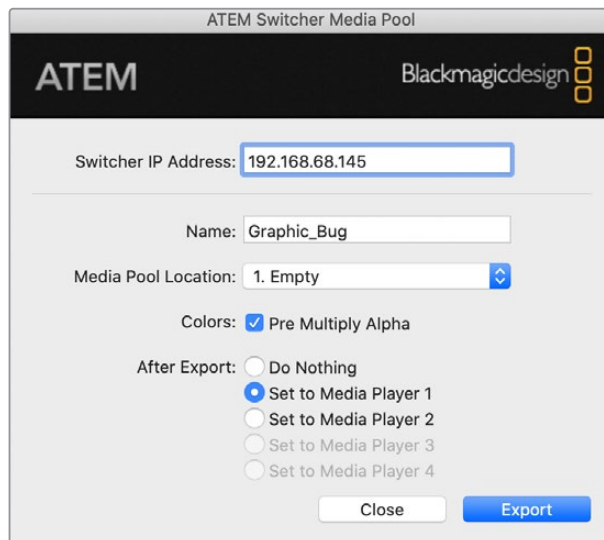 ATEM Switcher Media Pool
ATEM Blackmagicdesign
Switcher IP Address: 192.168.68.145
Name: Graphic_Bug
Media Pool Location: 1. Empty
Colors: Pre Multiply Alpha
After Export: Do Nothing
Set to Media Player 1
Set to Media Player 2
Set to Media Player 3
Set to Media Player 4
Close Export